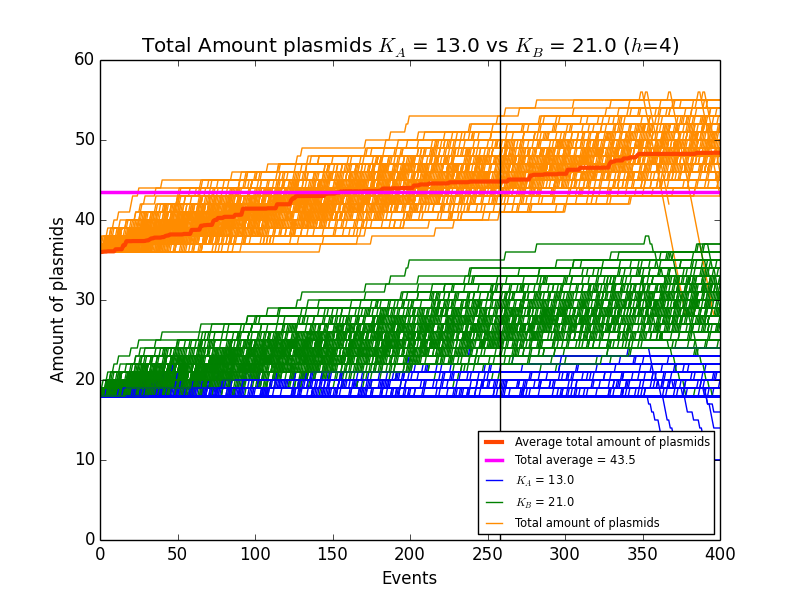 Total Amount plasmids K_A = 13.0 vs K_B = 21.0 (h=4)
60
50
40
30
20
10
0
Amount of plasmids
Average total amount of plasmids
Total average = 43.5
K_A = 13.0
K_B = 21.0
Total amount of plasmids
0 50 100 150 200 250 300 350 400
Events